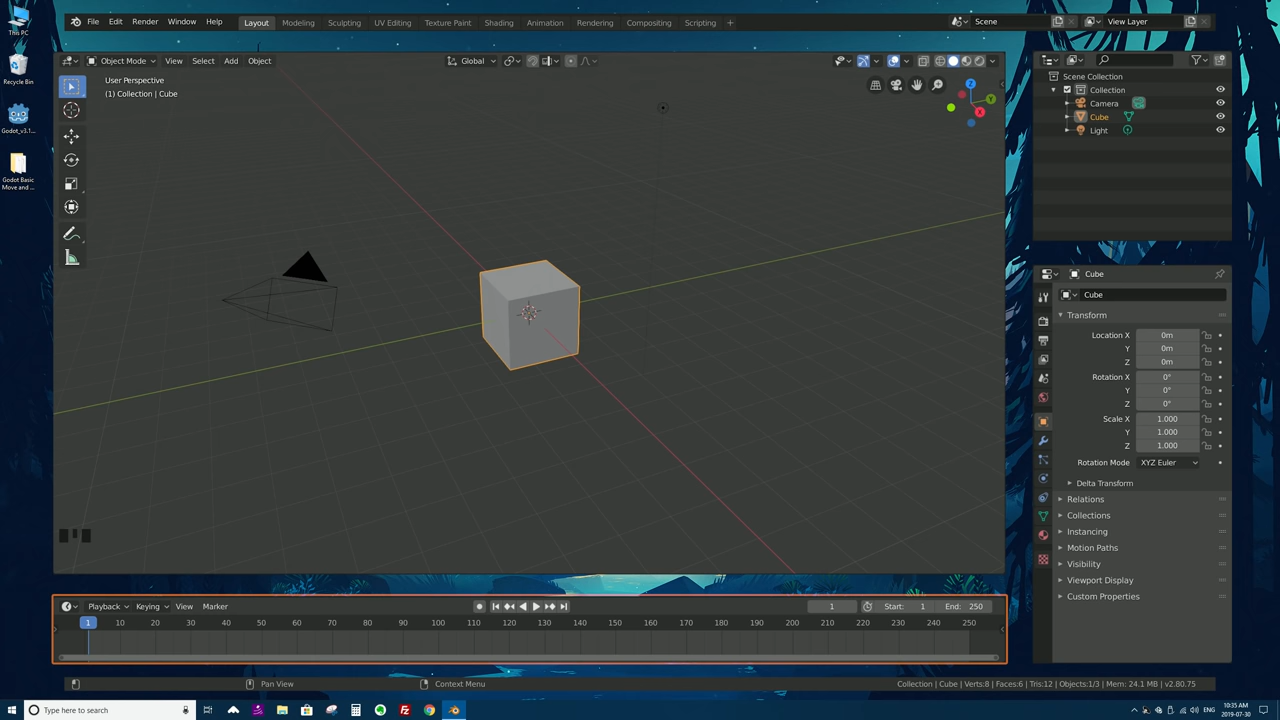 This PC
Recycle Bin
Godot_v3.1...
Godot Basic
Move and ...
File Edit Render Window Help
Layout Modeling Sculpting UV Editing Texture Paint Shading Animation Rendering Compositing Scripting +
Scene
View Layer
Object Mode View Select Add Object
Global
User Perspective
(1) Collection | Cube
Z
Y
X
Scene Collection
Collection
Camera
Cube
Light
Cube
Cube
Transform
Location X 0m
Y 0m
Z 0m
Rotation X 0°
Y 0°
Z 0°
Scale X 1.000
Y 1.000
Z 1.000
Rotation Mode XYZ Euler
Delta Transform
Relations
Collections
Instancing
Motion Paths
Visibility
Viewport Display
Custom Properties
Playback Keying View Marker
1 Start: 1 End: 250
1 10 20 30 40 50 60 70 80 90 100 110 120 130 140 150 160 170 180 190 200 210 220 230 240 250
Pan View
Context Menu
Collection | Cube | Verts:8 | Faces:6 | Tris:12 | Objects:1/3 | Mem: 24.1 MB | v2.80.75
Type here to search
ENG
10:35 AM
2019-07-30